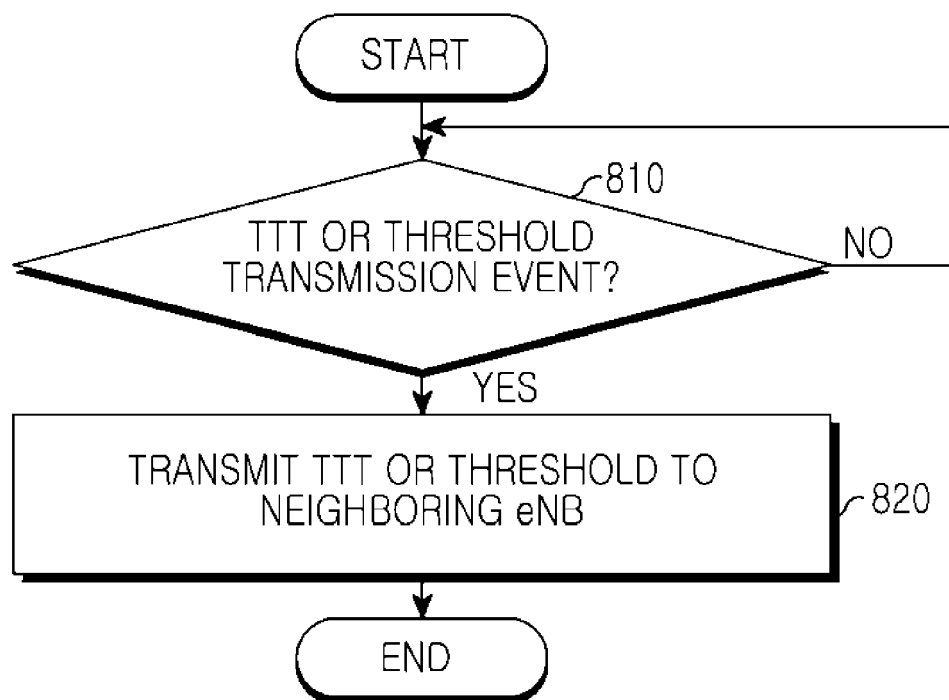 START
810
TTT OR THRESHOLD
TRANSMISSION EVENT?
NO
YES
TRANSMIT TTT OR THRESHOLD TO
NEIGHBORING eNB
820
END